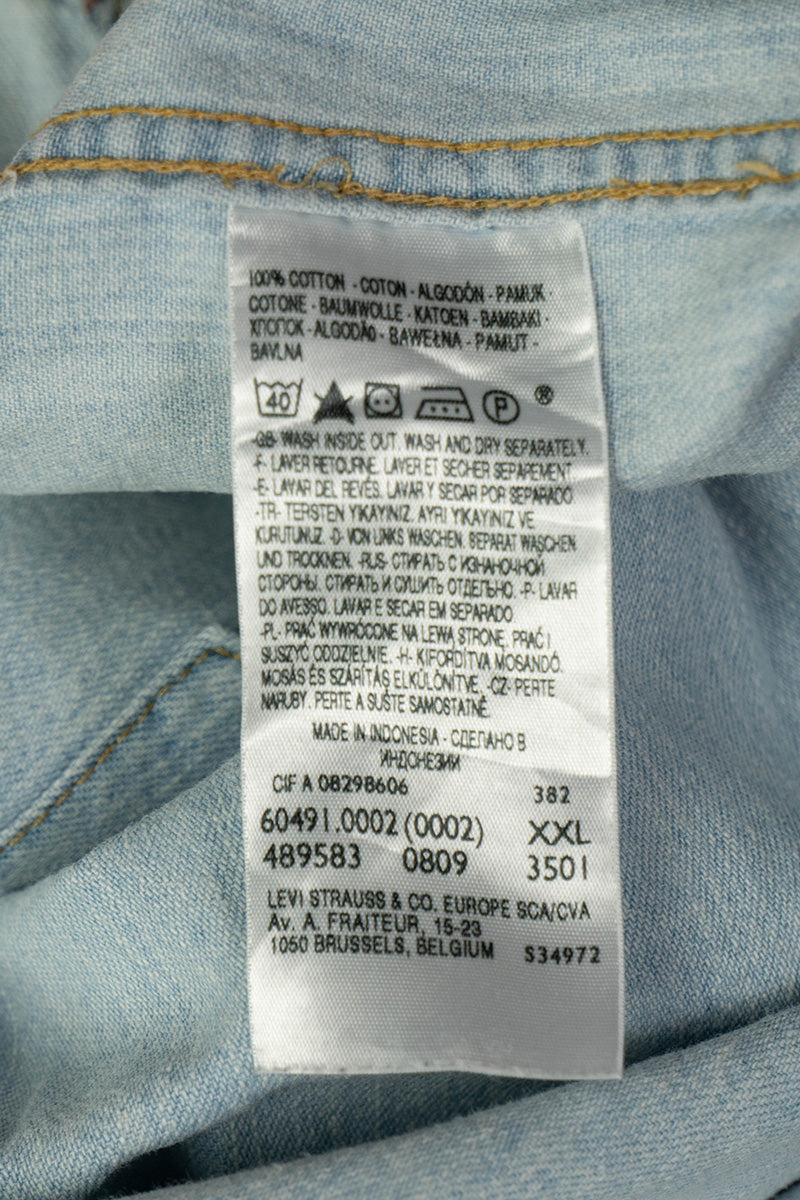 100% COTTON - COTON - ALGODÓN - PAMUK -
COTONE - BAUMWOLLE - KATOEN - BAMBAKI -
ХЛОПОК - ALGODÃO - BAWEŁNA - PAMUT -
BAVLNA
40 P ®
-GB- WASH INSIDE OUT. WASH AND DRY SEPARATELY.
-F- LAVER RETOURNE. LAVER ET SECHER SEPAREMENT
-E- LAVAR DEL REVÉS. LAVAR Y SECAR POR SEPARADO
-TR- TERSTEN YIKAYINIZ. AYRI YIKAYINIZ VE
KURUTUNUZ. -D- VON LINKS WASCHEN. SEPARAT WASCHEN
UND TROCKNEN. -RUS- СТИРАТЬ С ИЗНАНОЧНОЙ
СТОРОНЫ. СТИРАТЬ И СУШИТЬ ОТДЕЛЬНО. -P- LAVAR
DO AVESSO. LAVAR E SECAR EM SEPARADO
-PL- PRAĆ WYWRÓCONE NA LEWĄ STRONĘ. PRAĆ I
SUSZYĆ ODDZIELNIE. -H- KIFORDÍTVA MOSANDÓ.
MOSÁS ÉS SZÁRÍTÁS ELKÜLÖNÍTVE. -CZ- PERTE
NARUBY. PERTE A SUŠTE SAMOSTATNĚ.
MADE IN INDONESIA - СДЕЛАНО В
ИНДОНЕЗИИ
CIF A 08298606 382
60491.0002 (0002) XXL
489583 0809 3501
LEVI STRAUSS & CO. EUROPE SCA/CVA
Av. A. FRAITEUR, 15-23
1050 BRUSSELS, BELGIUM S34972